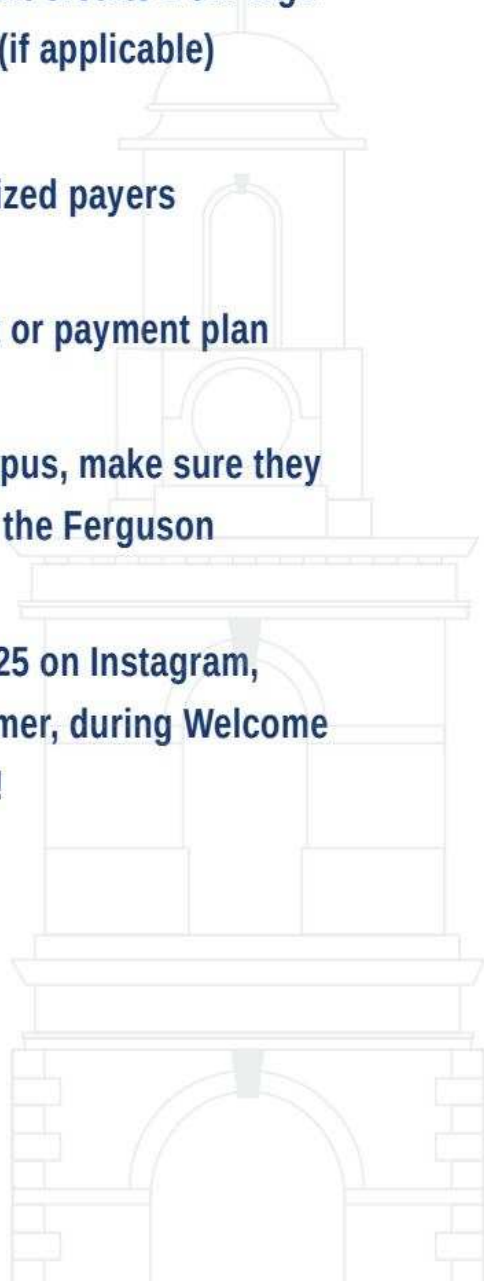 (if applicable)
ized payers
or payment plan
pus, make sure they
the Ferguson
25 on Instagram,
mer, during Welcome
!